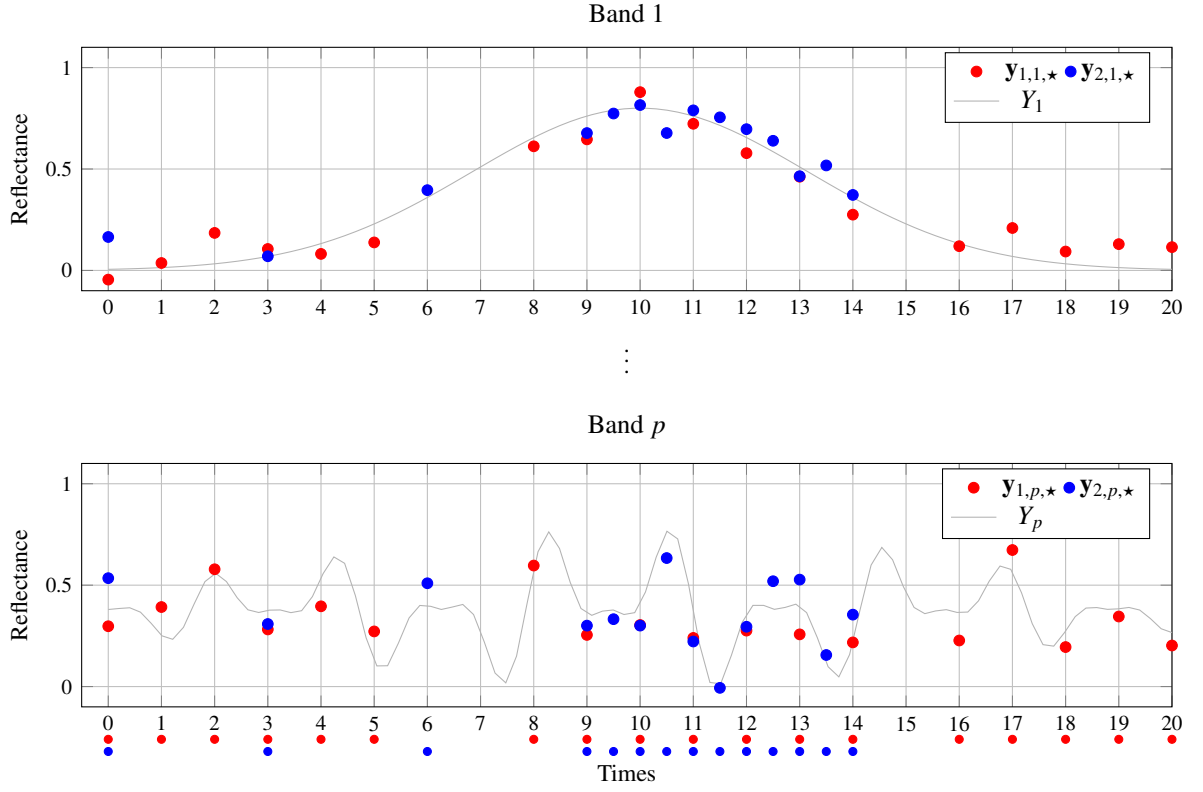 Band 1
Reflectance
1
0.5
0
𝐲₁,₁,⋆ 𝐲₂,₁,⋆
Y₁
0 1 2 3 4 5 6 7 8 9 10 11 12 13 14 15 16 17 18 19 20
⋮
Band p
Reflectance
1
0.5
0
𝐲₁,ₚ,⋆ 𝐲₂,ₚ,⋆
Yₚ
0 1 2 3 4 5 6 7 8 9 10 11 12 13 14 15 16 17 18 19 20
Times